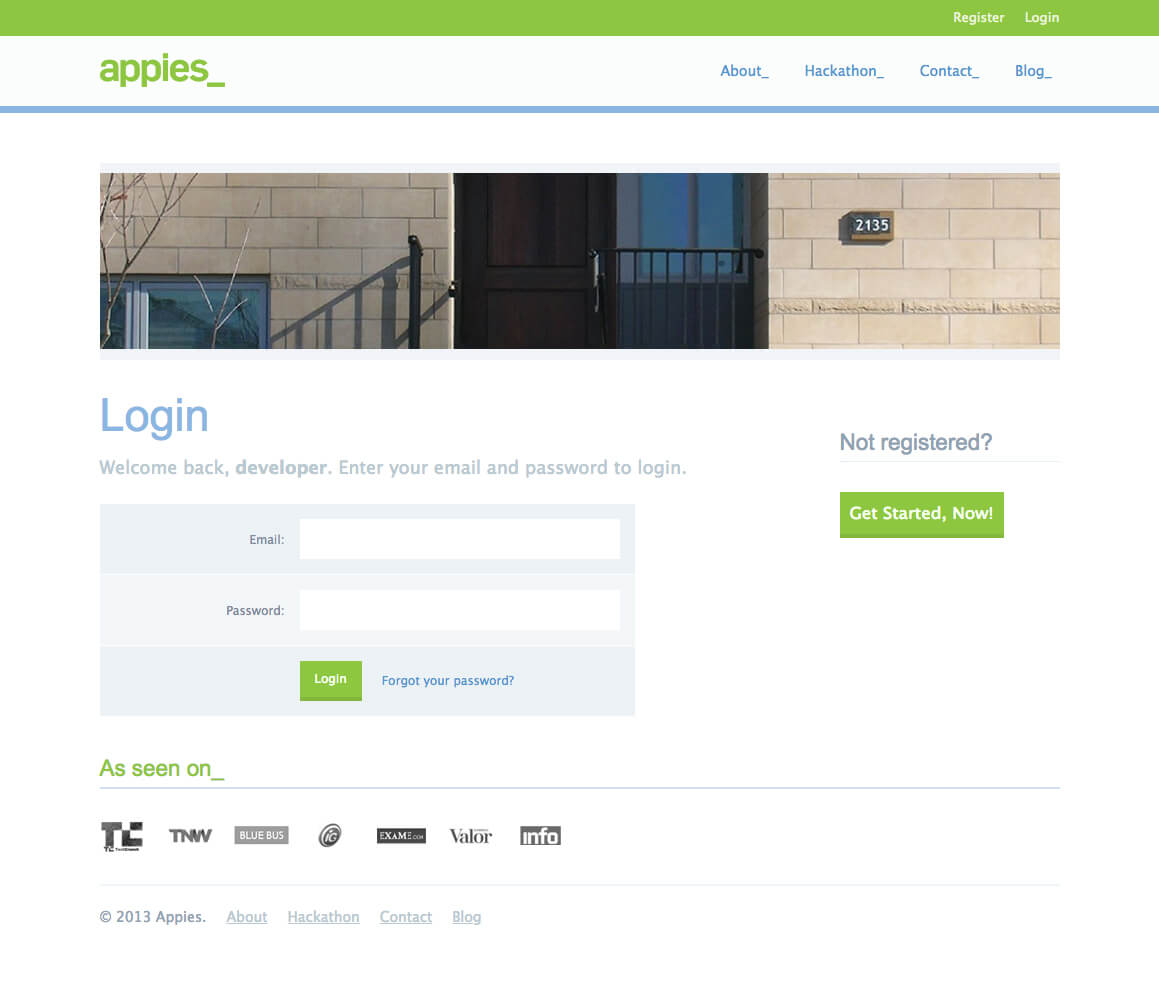 Register Login
appies_
About_ Hackathon_ Contact_ Blog_
2135
Login
Welcome back, developer. Enter your email and password to login.
Email:
Password:
Login Forgot your password?
Not registered?
Get Started, Now!
As seen on_
TC TechCrunch TNW BLUE BUS iG EXAME.COM Valor info
© 2013 Appies. About Hackathon Contact Blog